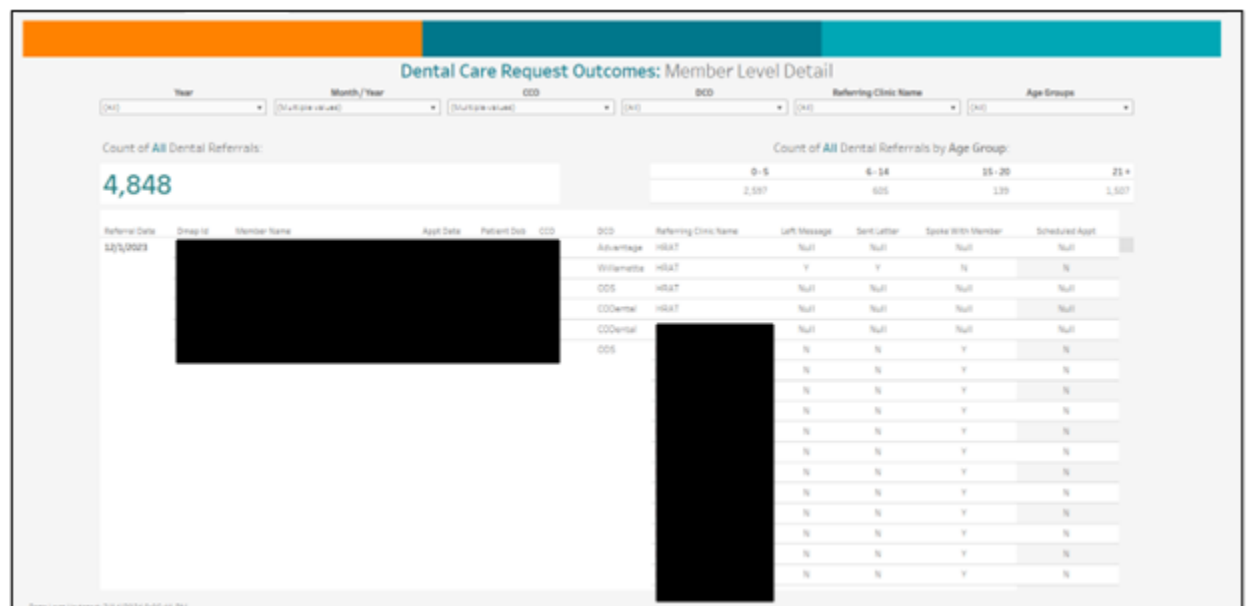 Dental Care Request Outcomes: Member Level Detail
Year Month/Year CCO DCO Referring Clinic Name Age Groups
(All) (Multiple values) (Multiple values) (All) (All) (All)
Count of All Dental Referrals: Count of All Dental Referrals by Age Group:
0-5 6-14 15-20 21+
4,848
2,597 605 139 1,507
Referral Date Dmap Id Member Name Appt Date Patient Dob CCO DCO Referring Clinic Name Left Message Sent Letter Spoke With Member Scheduled Appt
12/1/2023 Advantage HRAT Null Null Null Null
Willamette HRAT Y Y N N
ODS HRAT Null Null Null Null
CODental HRAT Null Null Null Null
CODental Null Null Null Null
ODS N N Y N
N N Y N
N N Y N
N N Y N
N N Y N
N N Y N
N N Y N
N N Y N
N N Y N
N N Y N
N N Y N
N N Y N